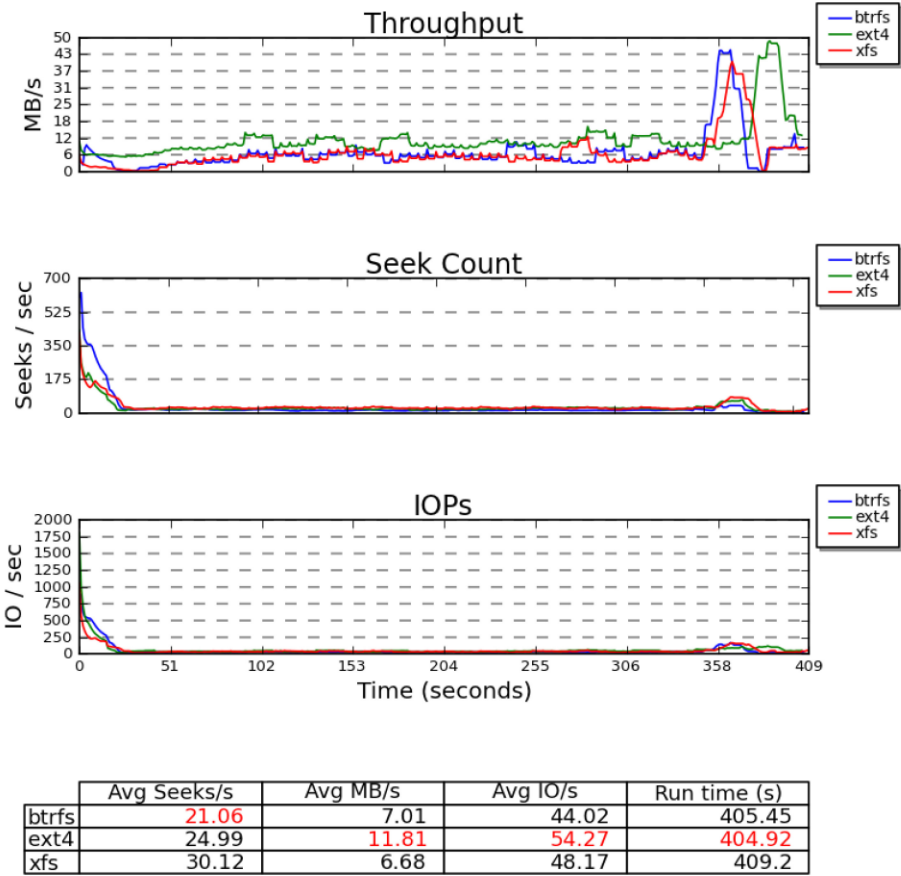 Throughput
btrfs
ext4
xfs
MB/s
50
43
37
31
25
18
12
6
0
Seek Count
btrfs
ext4
xfs
Seeks / sec
700
525
350
175
0
IOPs
btrfs
ext4
xfs
IO / sec
2000
1750
1500
1250
1000
750
500
250
0
0 51 102 153 204 255 306 358 409
Time (seconds)
Avg Seeks/s Avg MB/s Avg IO/s Run time (s)
btrfs 21.06 7.01 44.02 405.45
ext4 24.99 11.81 54.27 404.92
xfs 30.12 6.68 48.17 409.2